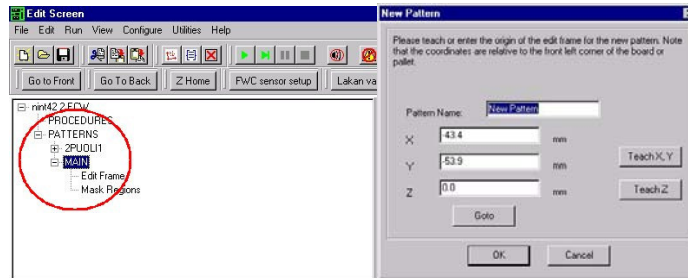 Edit Screen
File Edit Run View Configure Utilities Help
Go to Front Go To Back Z Home FWC sensor setup Lakan va
nint42 2.ECW
PROCEDURES
PATTERNS
2PUOLI1
MAIN
Edit Frame
Mask Regions
New Pattern
Please teach or enter the origin of the edit frame for the new pattern. Note
that the coordinates are relative to the front left corner of the board or
pallet.
Pattern Name: New Pattern
X -43.4 mm
Y -53.9 mm Teach X, Y
Z 0.0 mm Teach Z
Goto
OK Cancel